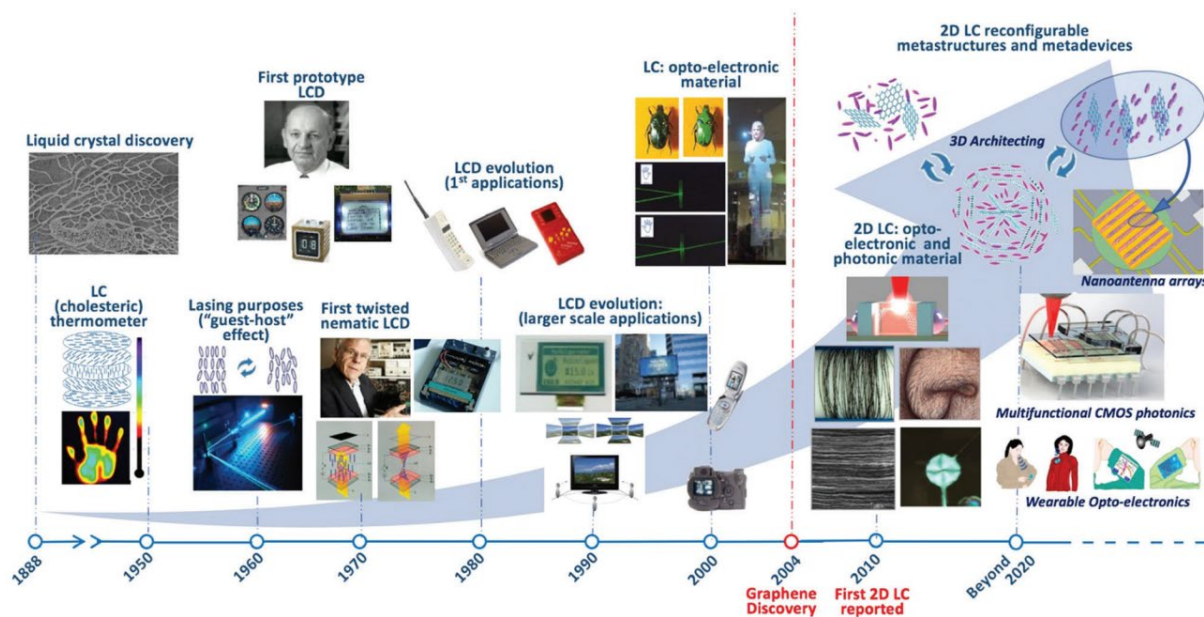 2D LC reconfigurable
metastructures and metadevices
First prototype
LCD
LC: opto-electronic
material
Liquid crystal discovery
3D Architecting
LCD evolution
(1st applications)
2D LC: opto-
electronic and
photonic material
Nanoantenna arrays
LC
(cholesteric)
thermometer
Lasing purposes
("guest-host"
effect)
First twisted
nematic LCD
LCD evolution:
(larger scale applications)
Multifunctional CMOS photonics
Wearable Opto-electronics
1888
1950
1960
1970
1980
1990
2000
2004
2010
Beyond
2020
Graphene
Discovery
First 2D LC
reported